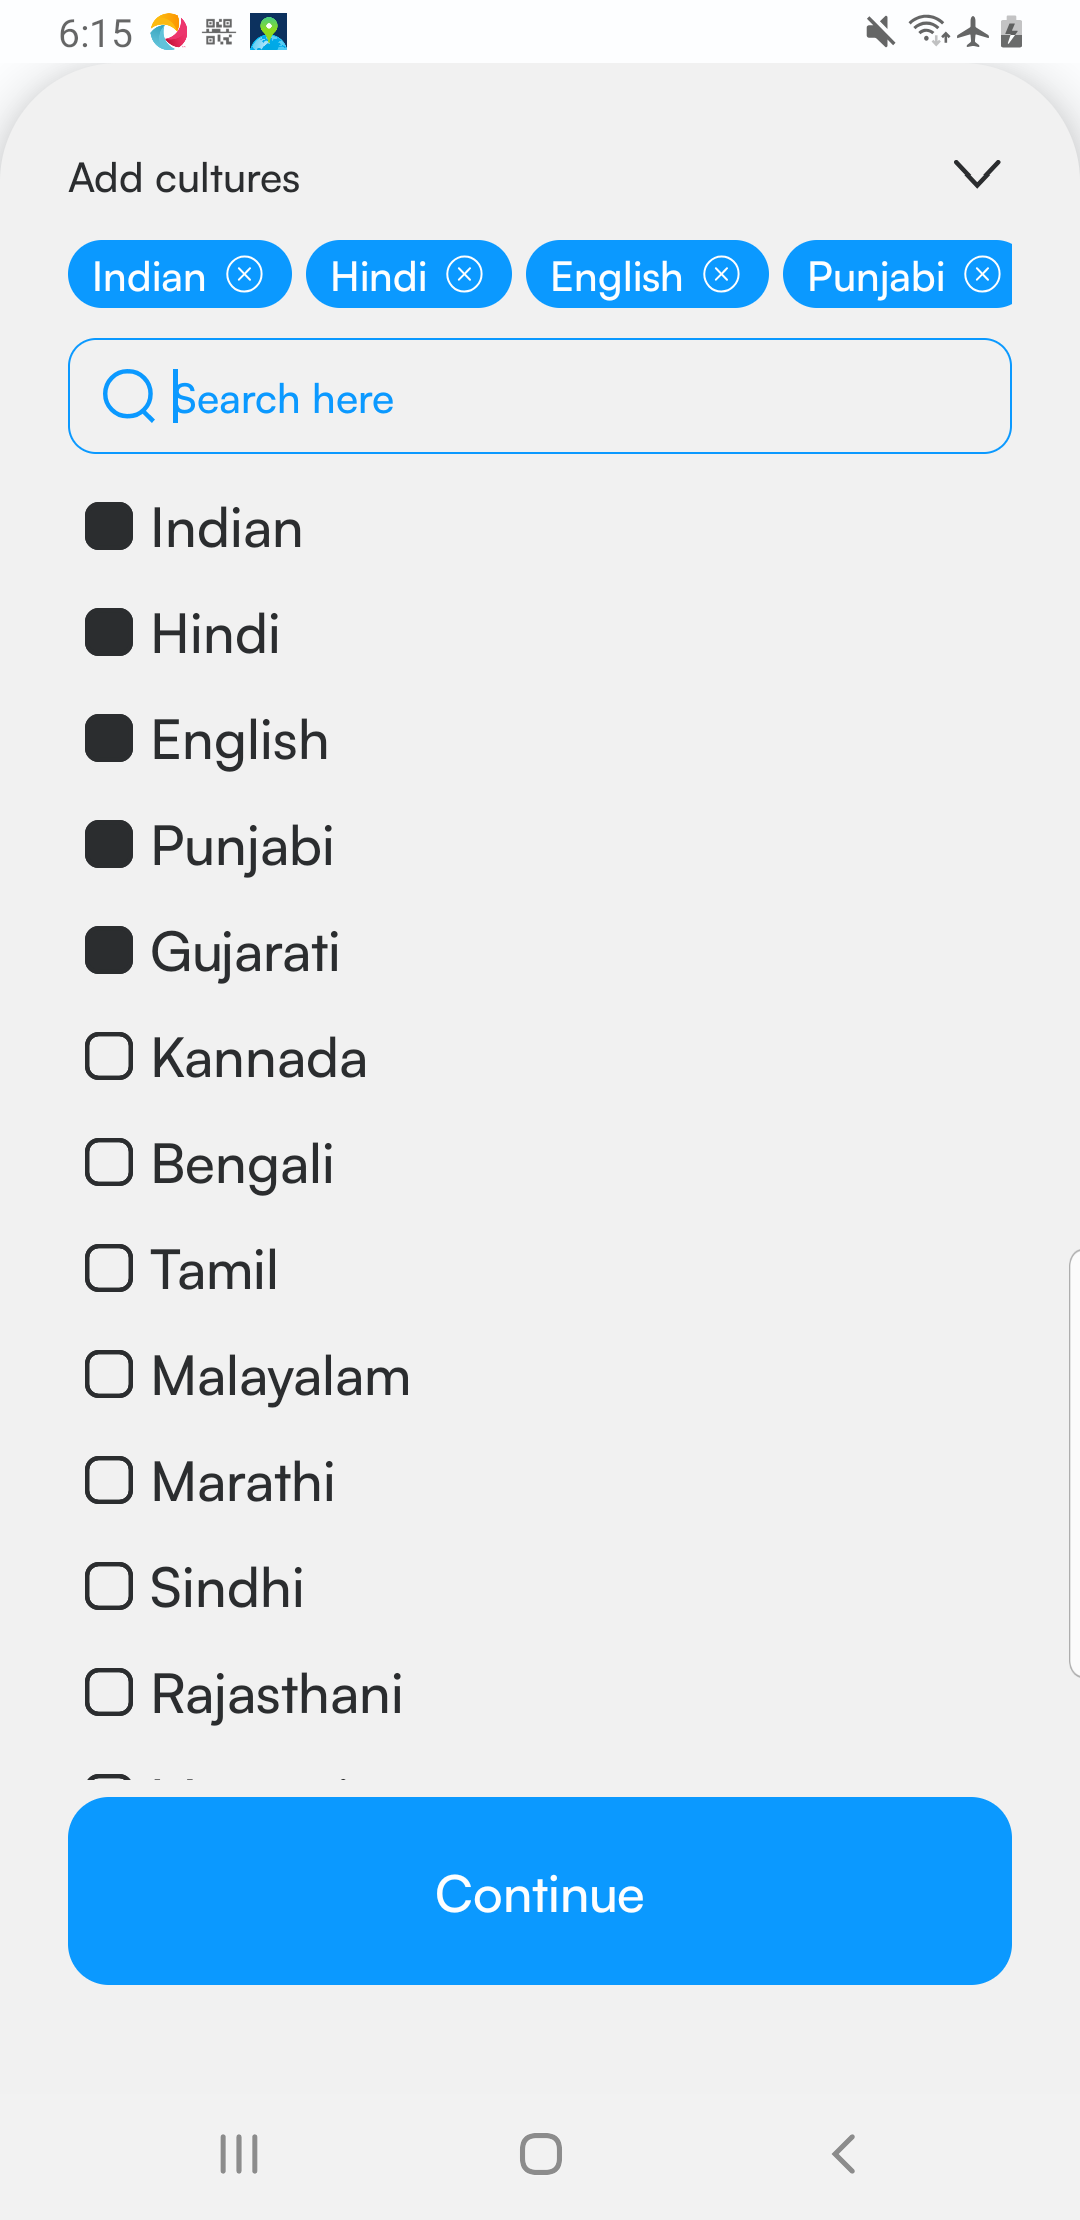 6:15
Add cultures
Indian Hindi English Punjabi
Search here
Indian
Hindi
English
Punjabi
Gujarati
Kannada
Bengali
Tamil
Malayalam
Marathi
Sindhi
Rajasthani
Continue